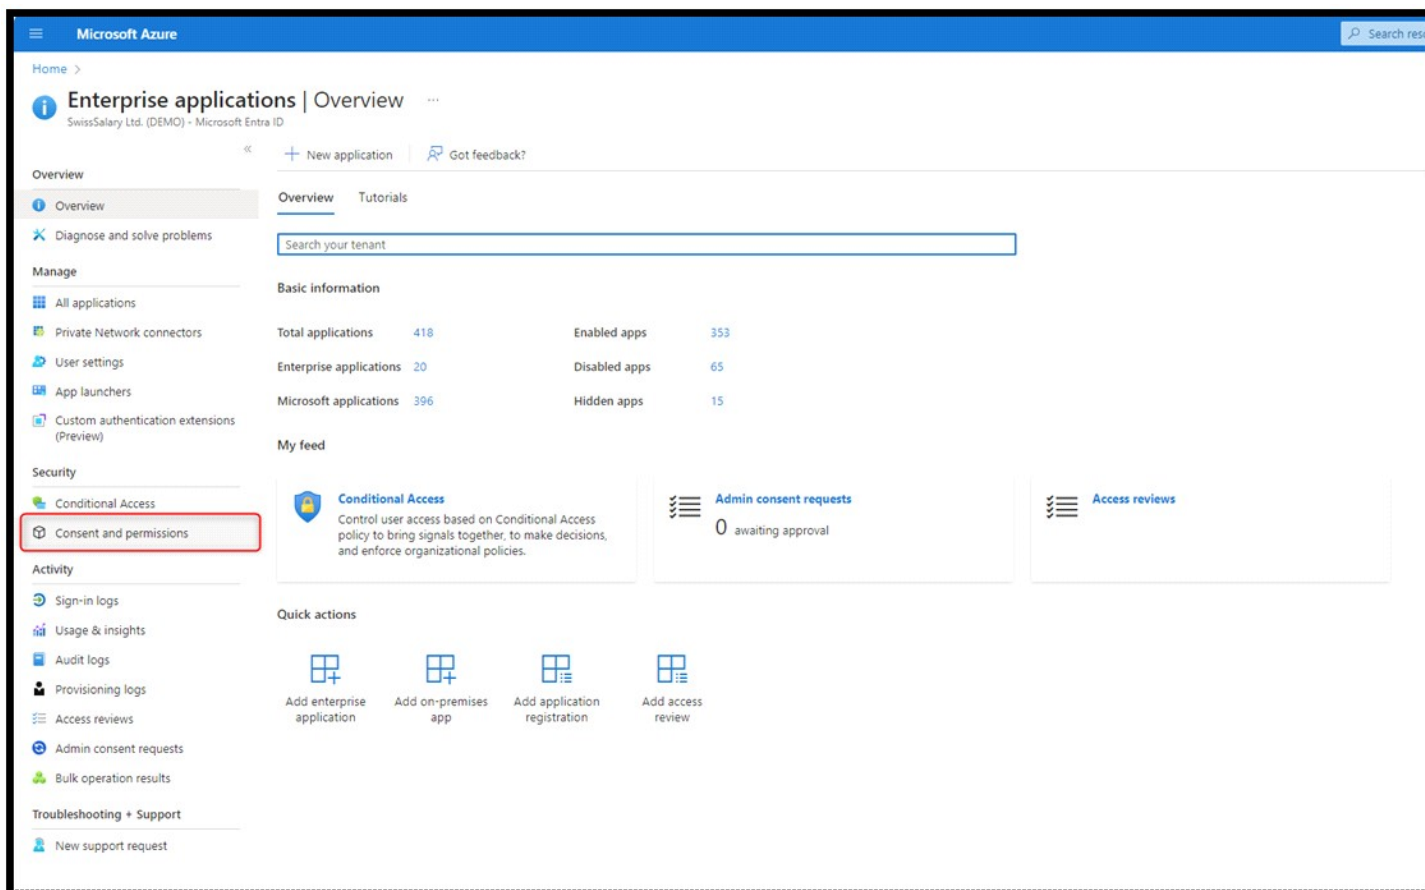 Microsoft Azure
Search reso
Home >
Enterprise applications | Overview ...
SwissSalary Ltd. (DEMO) - Microsoft Entra ID
«
+ New application
Got feedback?
Overview
Overview
Diagnose and solve problems
Manage
All applications
Private Network connectors
User settings
App launchers
Custom authentication extensions
(Preview)
Security
Conditional Access
Consent and permissions
Activity
Sign-in logs
Usage & insights
Audit logs
Provisioning logs
Access reviews
Admin consent requests
Bulk operation results
Troubleshooting + Support
New support request
Overview Tutorials
Search your tenant
Basic information
Total applications 418 Enabled apps 353
Enterprise applications 20 Disabled apps 65
Microsoft applications 396 Hidden apps 15
My feed
Conditional Access
Control user access based on Conditional Access
policy to bring signals together, to make decisions,
and enforce organizational policies.
Admin consent requests
0 awaiting approval
Access reviews
Quick actions
Add enterprise
application
Add on-premises
app
Add application
registration
Add access
review